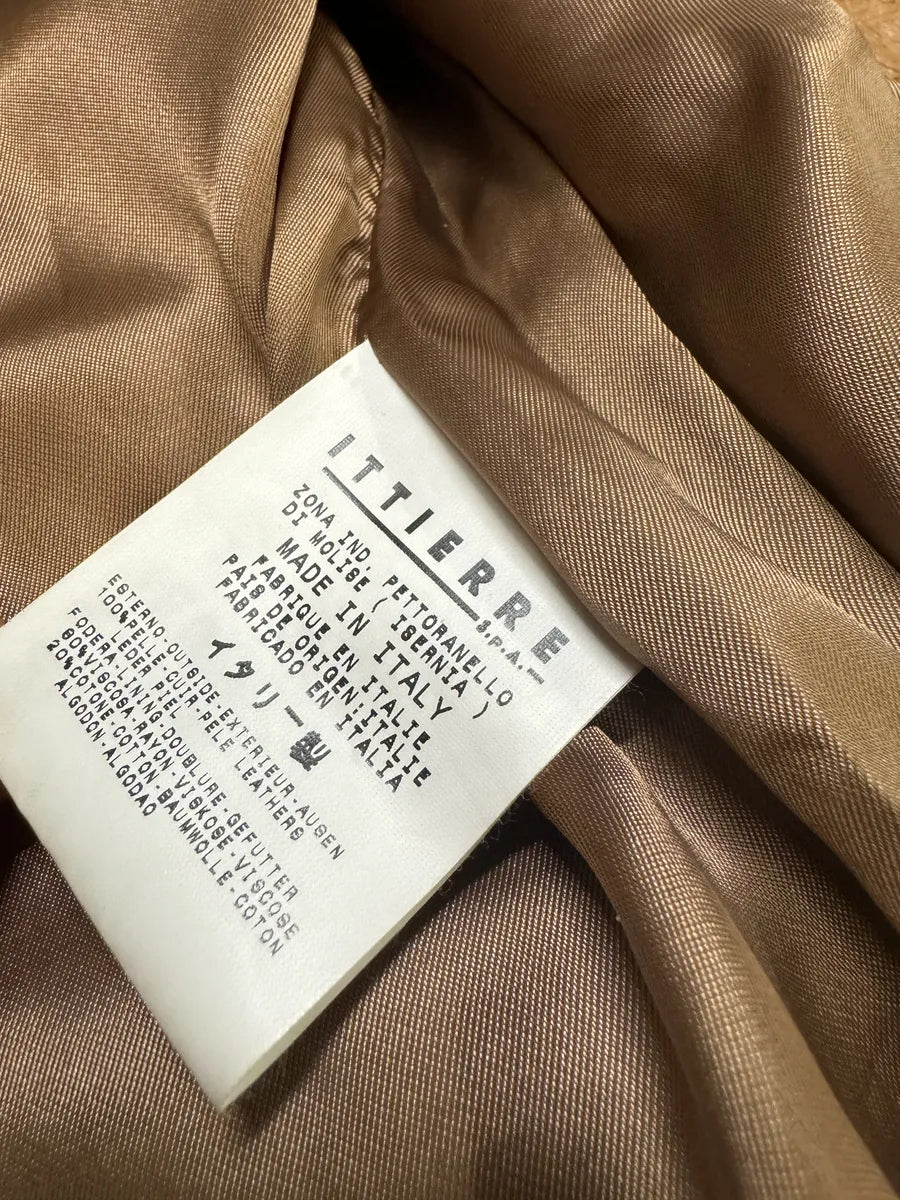 ITTIERRE
S.P.A.
ZONA IND. PETTORANELLO
DI MOLISE ( ISERNIA )
MADE IN ITALY
FABRIQUE EN ITALIE
PAIS DE ORIGEN:ITALIE
FABRICADO EN ITALIA
イタリー製
ESTERNO-OUTSIDE-EXTERIEUR-AUSEN
100%PELLE-CUIR-PELE LEATHERS
LEDER PIEL
FODERA-LINING-DOUBLURE-GEFUTTER
80%VISCOSA-RAYON-VISKOSE-VISCOSE
20%COTONE-COTTON-BAUMWOLLE-COTON
ALGODON-ALGODAO